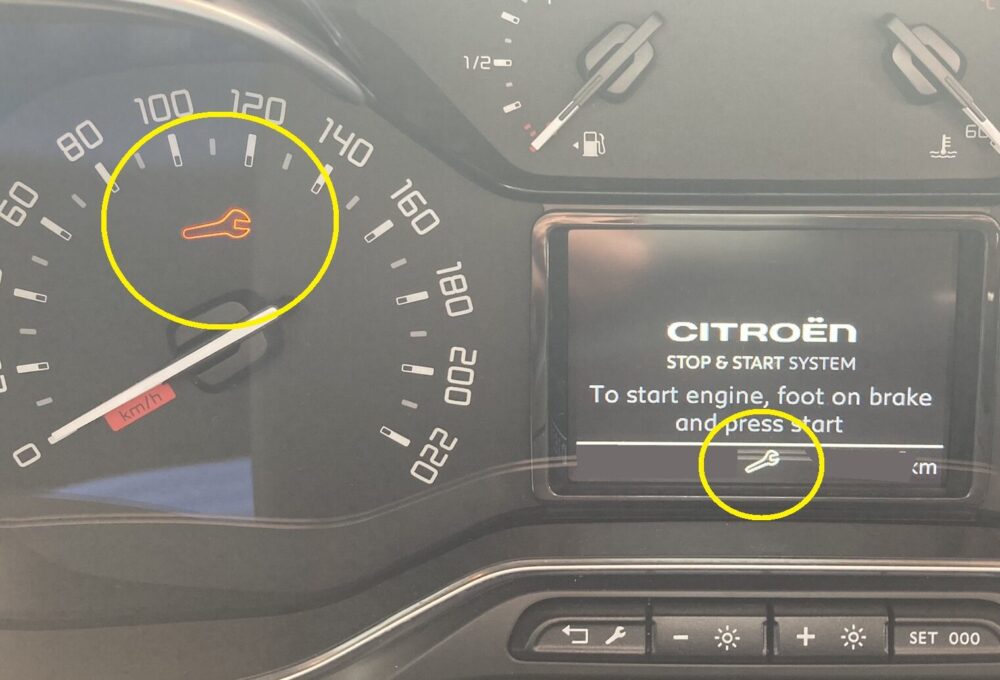 1/2
60
80
100
120
140
160
180
200
220
0
km/h
60
CITROËN
STOP & START SYSTEM
To start engine, foot on brake
and press start
km
−
+
SET 000